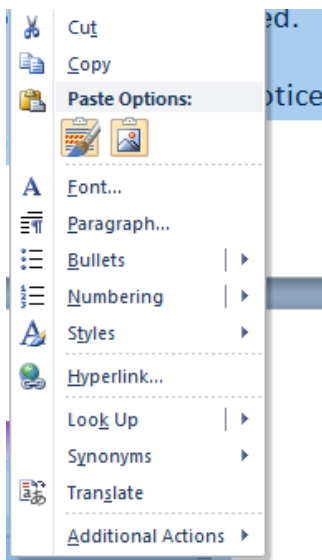 ed.
Cut
Copy
otice
Paste Options:
Font...
Paragraph...
Bullets
Numbering
Styles
Hyperlink...
Look Up
Synonyms
Translate
Additional Actions